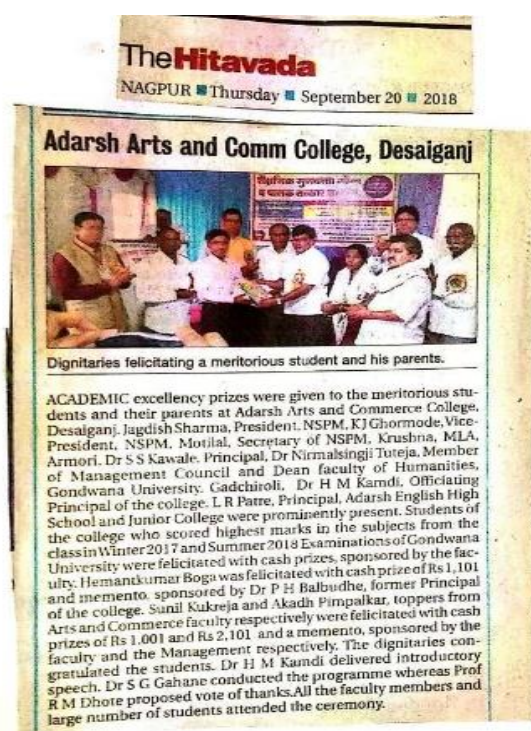 TheHitavada
NAGPUR ■ Thursday ■ September 20 ■ 2018
Adarsh Arts and Comm College, Desaiganj
Dignitaries felicitating a meritorious student and his parents.
ACADEMIC excellency prizes were given to the meritorious stu-
dents and their parents at Adarsh Arts and Commerce College,
Desaiganj. Jagdish Sharma, President, NSPM, KJ Ghormode, Vice-
President, NSPM, Motilal, Secretary of NSPM, Krushna, MLA,
Armori. Dr S S Kawale, Principal, Dr Nirmalsingji Tuteja, Member
of Management Council and Dean faculty of Humanities,
Gondwana University. Gadchiroli, Dr H M Kamdi, Officiating
Principal of the college. L R Patre, Principal, Adarsh English High
School and Junior College were prominently present. Students of
the college who scored highest marks in the subjects from the
class in Winter 2017 and Summer 2018 Examinations of Gondwana
University were felicitated with cash prizes, sponsored by the fac-
ulty. Hemantkumar Boga was felicitated with cash prize of Rs 1,101
and memento, sponsored by Dr P H Balbudhe, former Principal
of the college. Sunil Kukreja and Akadh Pimpalkar, toppers from
Arts and Commerce faculty respectively were felicitated with cash
prizes of Rs 1.001 and Rs 2,101 and a memento, sponsored by the
faculty and the Management respectively. The dignitaries con-
gratulated the students. Dr H M Kamdi delivered introductory
speech. Dr S G Gahane conducted the programme whereas Prof
R M Dhote proposed vote of thanks.All the faculty members and
large number of students attended the ceremony.